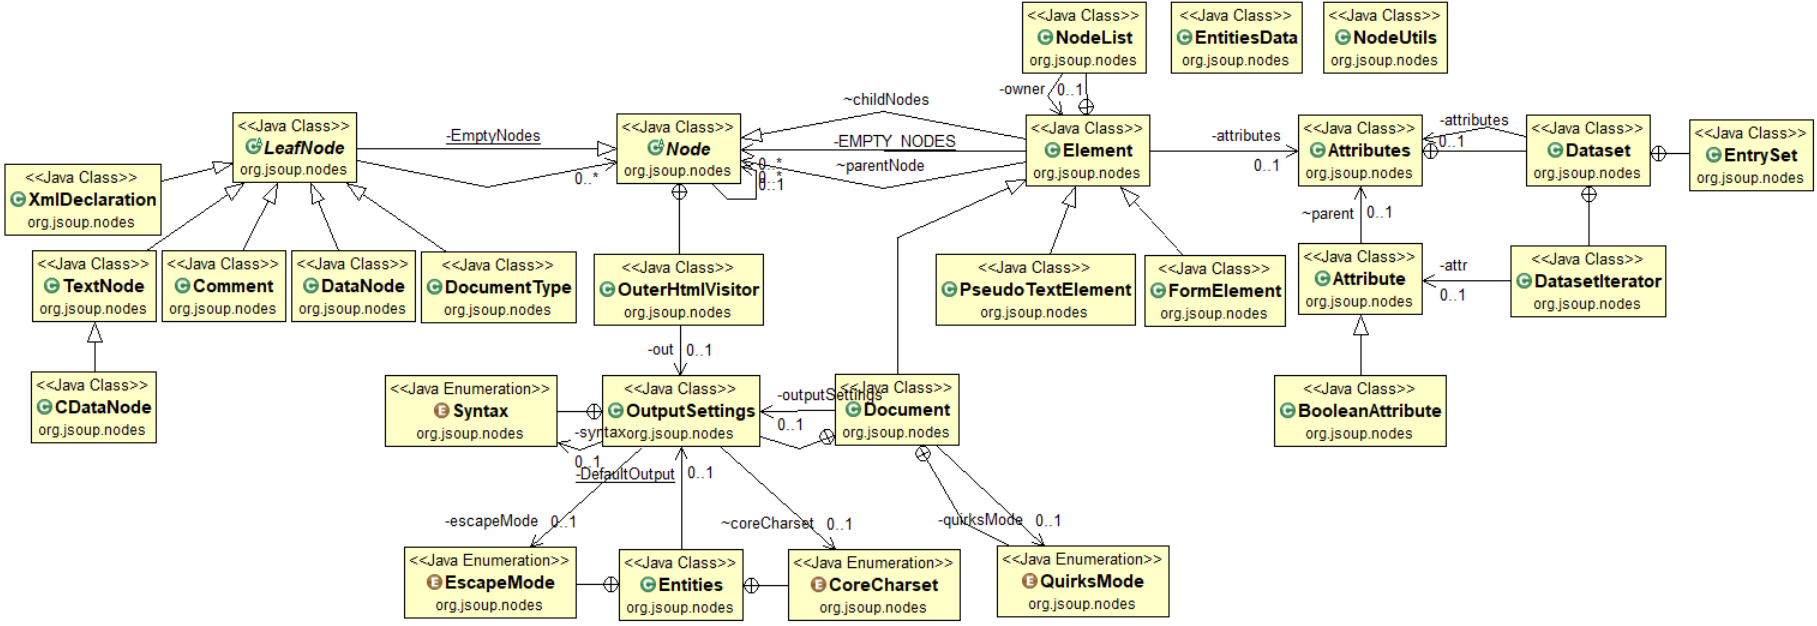 <<Java Class>>
NodeList
org.jsoup.nodes
<<Java Class>>
EntitiesData
org.jsoup.nodes
<<Java Class>>
NodeUtils
org.jsoup.nodes
-owner
0..1
~childNodes
<<Java Class>>
LeafNode
org.jsoup.nodes
-EmptyNodes
0..*
<<Java Class>>
Node
org.jsoup.nodes
-EMPTY_NODES
~parentNode
0..*
0..1
<<Java Class>>
Element
org.jsoup.nodes
-attributes
0..1
<<Java Class>>
Attributes
org.jsoup.nodes
-attributes
0..1
<<Java Class>>
Dataset
org.jsoup.nodes
<<Java Class>>
EntrySet
org.jsoup.nodes
<<Java Class>>
XmlDeclaration
org.jsoup.nodes
~parent
0..1
<<Java Class>>
TextNode
org.jsoup.nodes
<<Java Class>>
Comment
org.jsoup.nodes
<<Java Class>>
DataNode
org.jsoup.nodes
<<Java Class>>
DocumentType
org.jsoup.nodes
<<Java Class>>
OuterHtmlVisitor
org.jsoup.nodes
<<Java Class>>
PseudoTextElement
org.jsoup.nodes
<<Java Class>>
FormElement
org.jsoup.nodes
<<Java Class>>
Attribute
org.jsoup.nodes
-attr
0..1
<<Java Class>>
DatasetIterator
org.jsoup.nodes
-out
0..1
<<Java Class>>
CDataNode
org.jsoup.nodes
<<Java Enumeration>>
Syntax
org.jsoup.nodes
-syntax
0..1
<<Java Class>>
OutputSettings
org.jsoup.nodes
-outputSettings
0..1
<<Java Class>>
Document
org.jsoup.nodes
<<Java Class>>
BooleanAttribute
org.jsoup.nodes
-DefaultOutput
0..1
-escapeMode
0..1
~coreCharset
0..1
-quirksMode
0..1
<<Java Enumeration>>
EscapeMode
org.jsoup.nodes
<<Java Class>>
Entities
org.jsoup.nodes
<<Java Enumeration>>
CoreCharset
org.jsoup.nodes
<<Java Enumeration>>
QuirksMode
org.jsoup.nodes